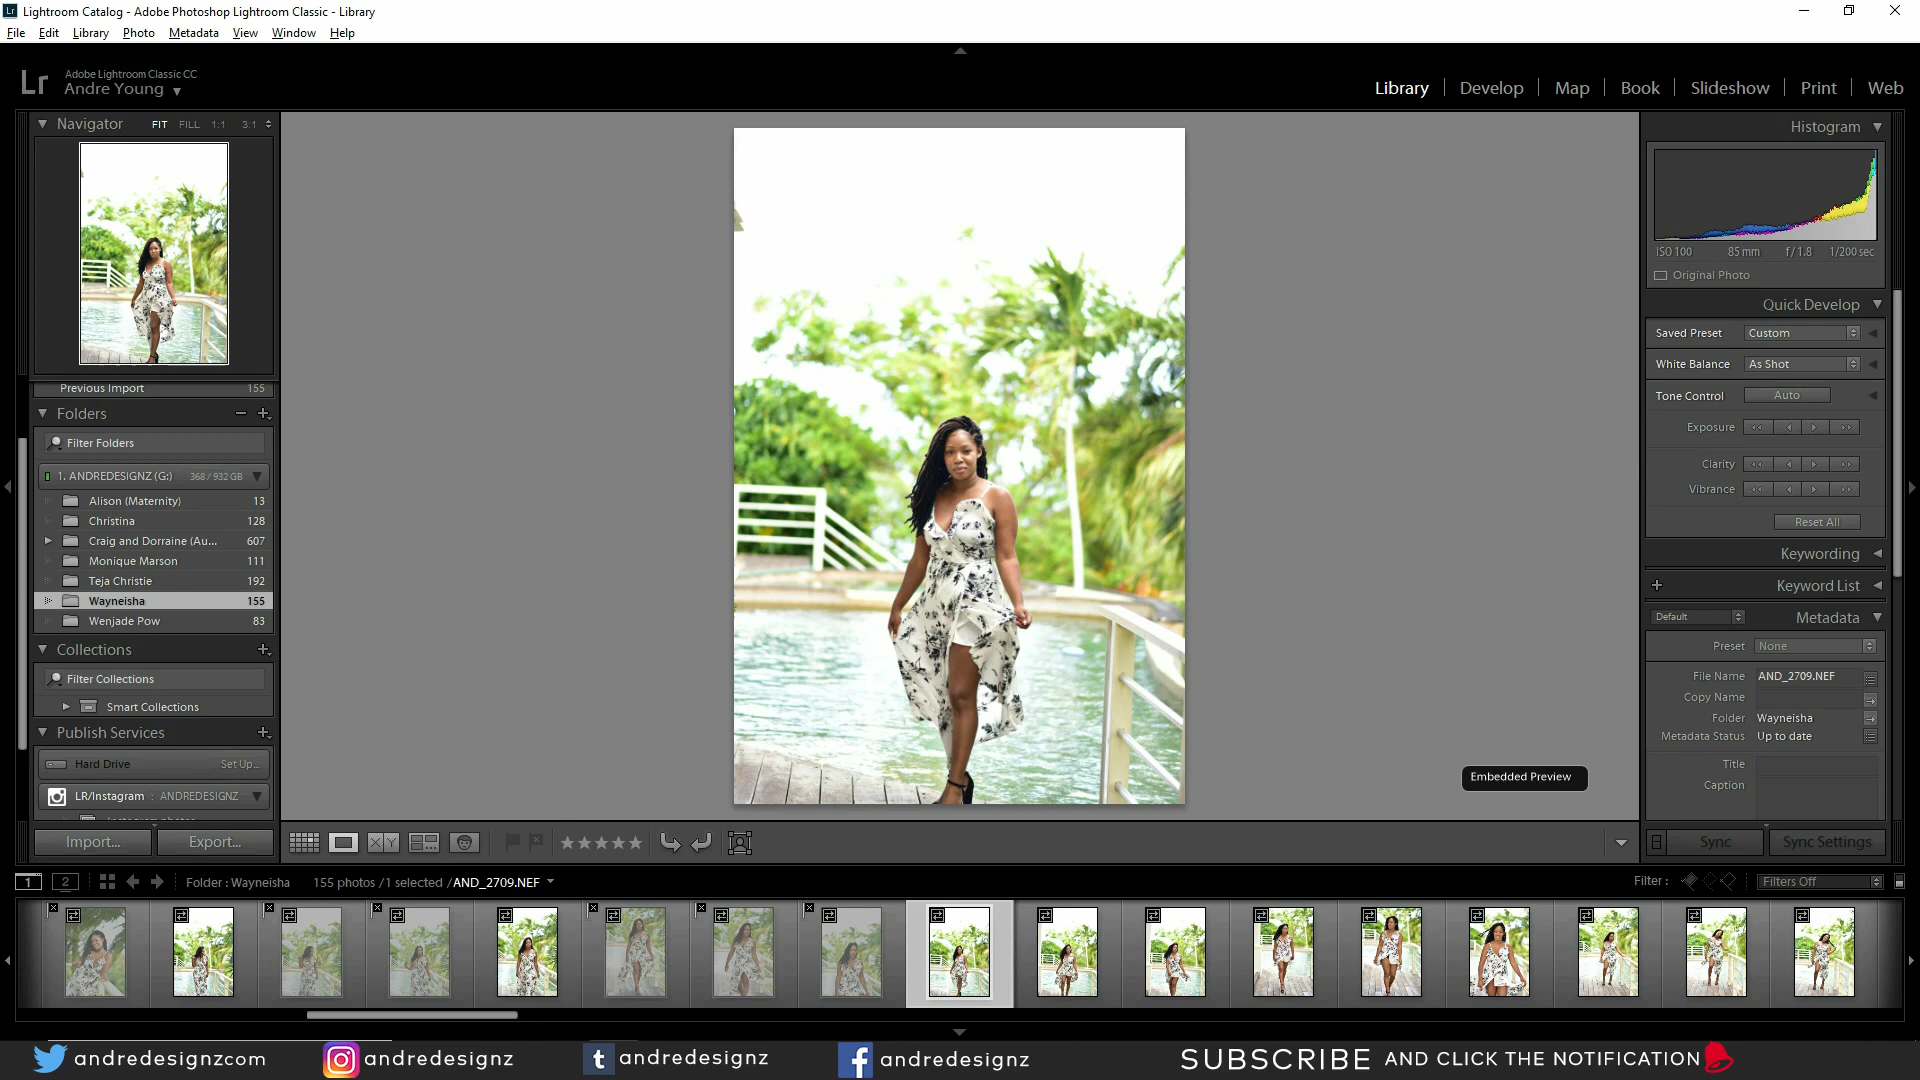 Lightroom Catalog - Adobe Photoshop Lightroom Classic - Library
File Edit Library Photo Metadata View Window Help
Lr
Adobe Lightroom Classic CC
Andre Young
Library Develop Map Book Slideshow Print Web
Navigator FIT FILL 1:1 3:1
Previous Import 155
Folders
Filter Folders
1. ANDREDESIGNZ (G:) 368 / 932 GB
Alison (Maternity) 13
Christina 128
Craig and Dorraine (Au... 607
Monique Marson 111
Teja Christie 192
Wayneisha 155
Wenjade Pow 83
Collections
Filter Collections
Smart Collections
Publish Services
Hard Drive Set Up...
LR/Instagram : ANDREDESIGNZ
Import... Export...
Embedded Preview
Histogram
ISO 100 85 mm f / 1.8 1/200 sec
Original Photo
Quick Develop
Saved Preset Custom
White Balance As Shot
Tone Control Auto
Exposure
Clarity
Vibrance
Reset All
Keywording
Keyword List
Default Metadata
Preset None
File Name AND_2709.NEF
Copy Name
Folder Wayneisha
Metadata Status Up to date
Title
Caption
Sync Sync Settings
XY
1 2 Folder : Wayneisha 155 photos /1 selected /AND_2709.NEF Filter : Filters Off
andredesignzcom andredesignz andredesignz andredesignz SUBSCRIBE AND CLICK THE NOTIFICATION